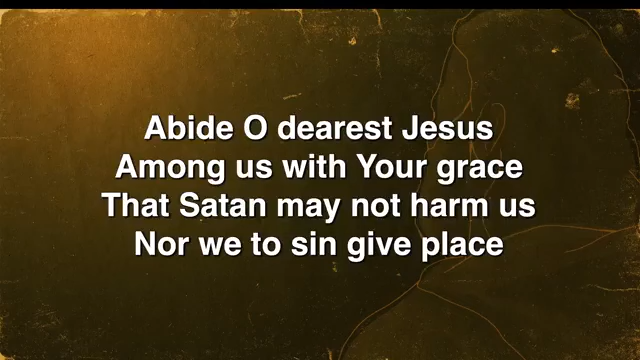 Abide O dearest Jesus
Among us with Your grace
That Satan may not harm us
Nor we to sin give place